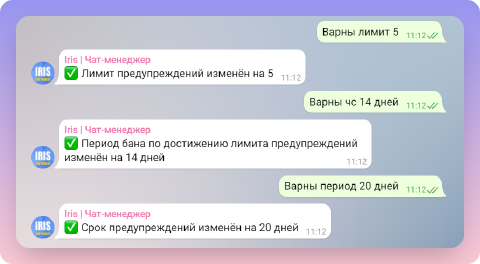 Варны лимит 5 11:12
Iris | Чат-менеджер
IRIS
✅ Лимит предупреждений изменён на 5 11:12
Варны чс 14 дней 11:12
Iris | Чат-менеджер
IRIS
✅ Период бана по достижению лимита предупреждений
изменён на 14 дней 11:12
Варны период 20 дней 11:12
Iris | Чат-менеджер
IRIS
✅ Срок предупреждений изменён на 20 дней 11:12